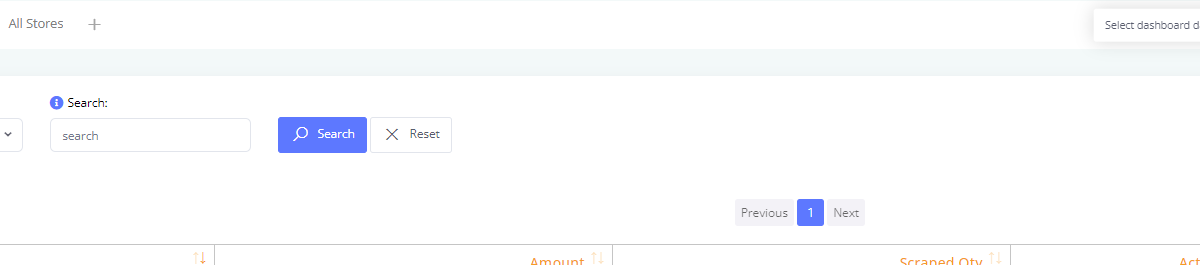 All Stores
Select dashboard d
Search:
search
Search
Reset
Previous 1 Next
Amount
Scraped Qty
Act